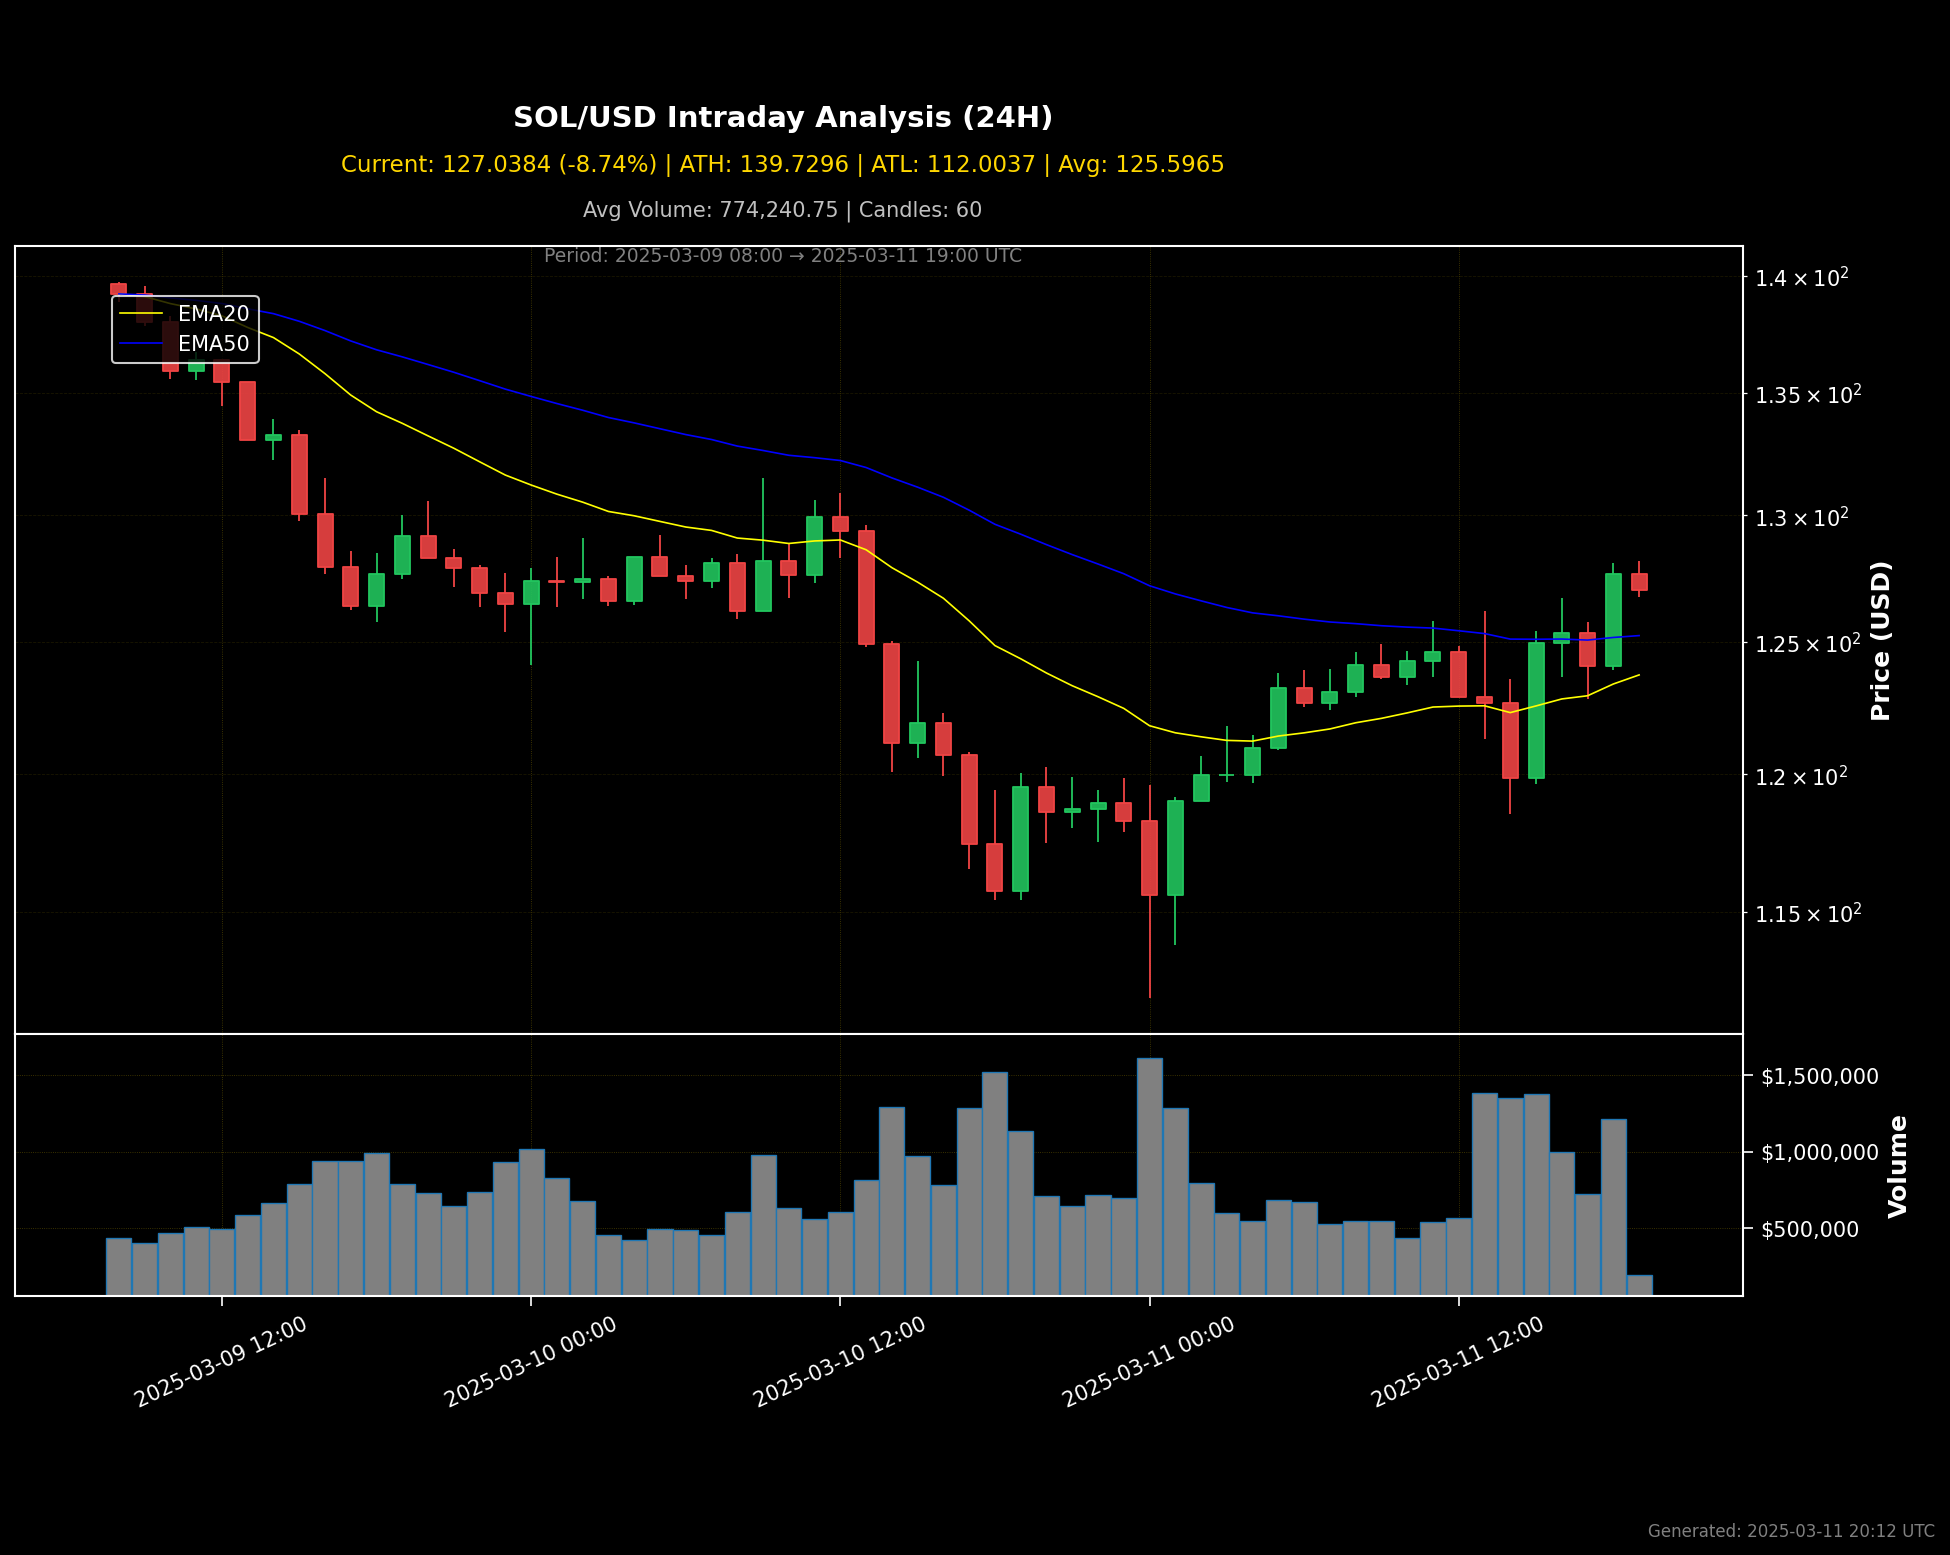 SOL/USD Intraday Analysis (24H)
Current: 127.0384 (-8.74%) | ATH: 139.7296 | ATL: 112.0037 | Avg: 125.5965
Avg Volume: 774,240.75 | Candles: 60
Period: 2025-03-09 08:00 → 2025-03-11 19:00 UTC
EMA20
EMA50
1.4 × 10²
1.35 × 10²
1.3 × 10²
1.25 × 10²
1.2 × 10²
1.15 × 10²
Price (USD)
$1,500,000
$1,000,000
$500,000
Volume
2025-03-09 12:00
2025-03-10 00:00
2025-03-10 12:00
2025-03-11 00:00
2025-03-11 12:00
Generated: 2025-03-11 20:12 UTC